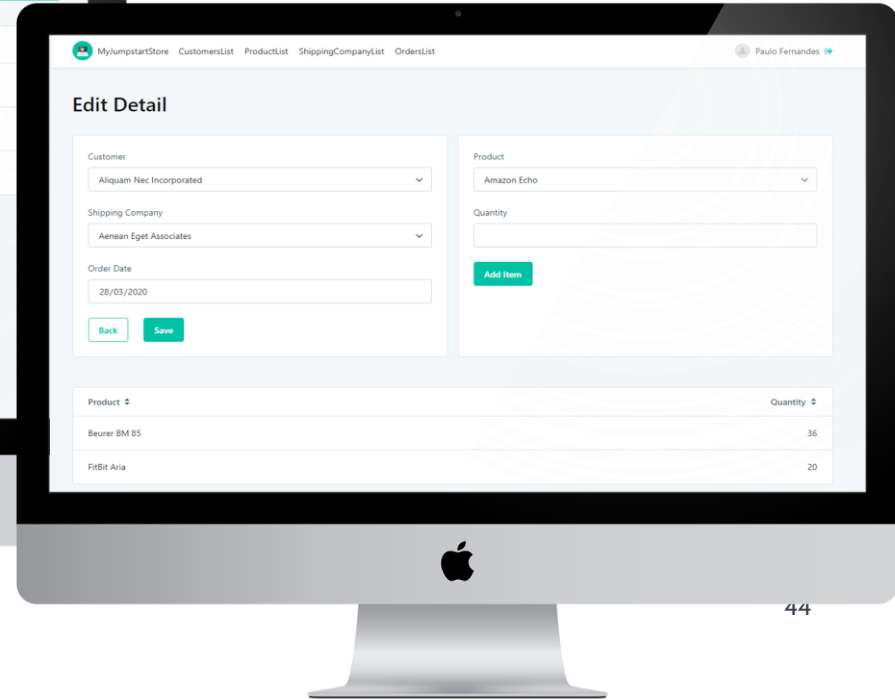 MyJumpstartStore CustomersList ProductList ShippingCompanyList OrdersList Paulo Fernandes
Edit Detail
Customer
Aliquam Nec Incorporated
Shipping Company
Aenean Eget Associates
Order Date
28/03/2020
Back Save
Product
Amazon Echo
Quantity
Add Item
Product Quantity
Beurer BM 85 36
FitBit Aria 20
44